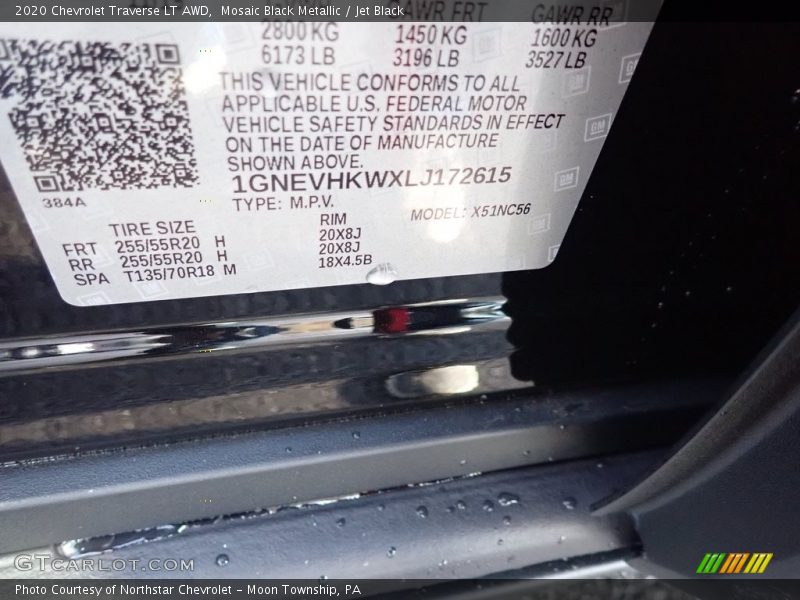 2020 Chevrolet Traverse LT AWD, Mosaic Black Metallic / Jet Black
GAWR FRT GAWR RR
2800 KG 1450 KG 1600 KG
6173 LB 3196 LB 3527 LB
THIS VEHICLE CONFORMS TO ALL
APPLICABLE U.S. FEDERAL MOTOR
VEHICLE SAFETY STANDARDS IN EFFECT
ON THE DATE OF MANUFACTURE
SHOWN ABOVE.
1GNEVHKWXLJ172615
384A
TYPE: M.P.V. MODEL: X51NC56
TIRE SIZE RIM
FRT 255/55R20 H 20X8J
RR 255/55R20 H 20X8J
SPA T135/70R18 M 18X4.5B
GTCARLOT.COM
Photo Courtesy of Northstar Chevrolet - Moon Township, PA